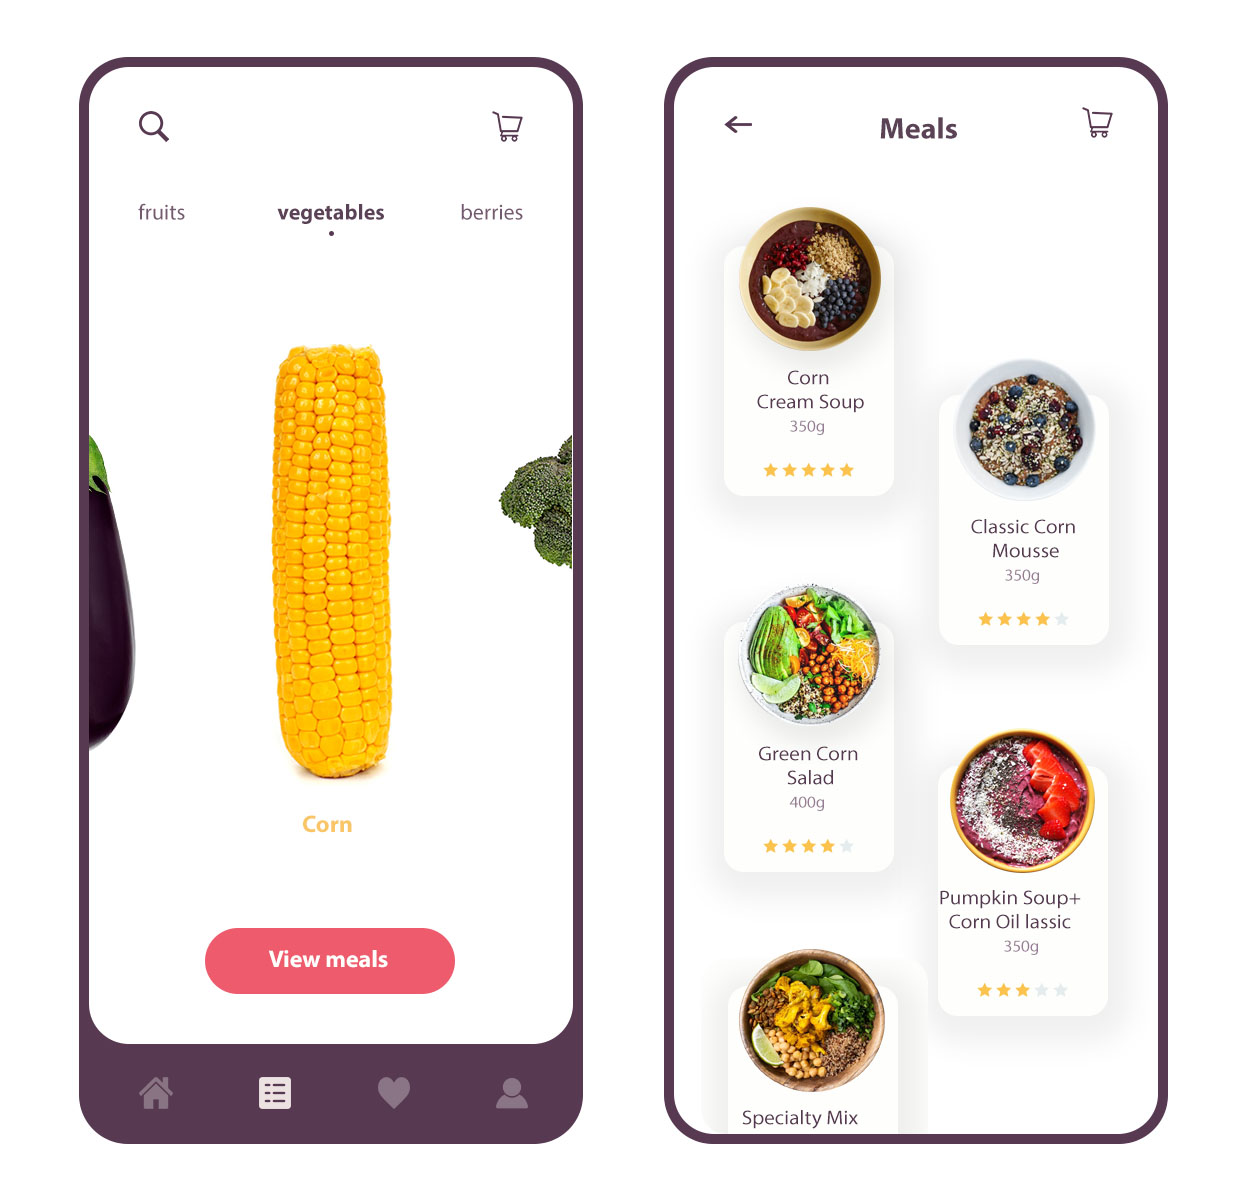 fruits
vegetables
berries
Corn
View meals
Meals
Corn
Cream Soup
350g
Classic Corn
Mousse
350g
Green Corn
Salad
400g
Pumpkin Soup+
Corn Oil lassic
350g
Specialty Mix